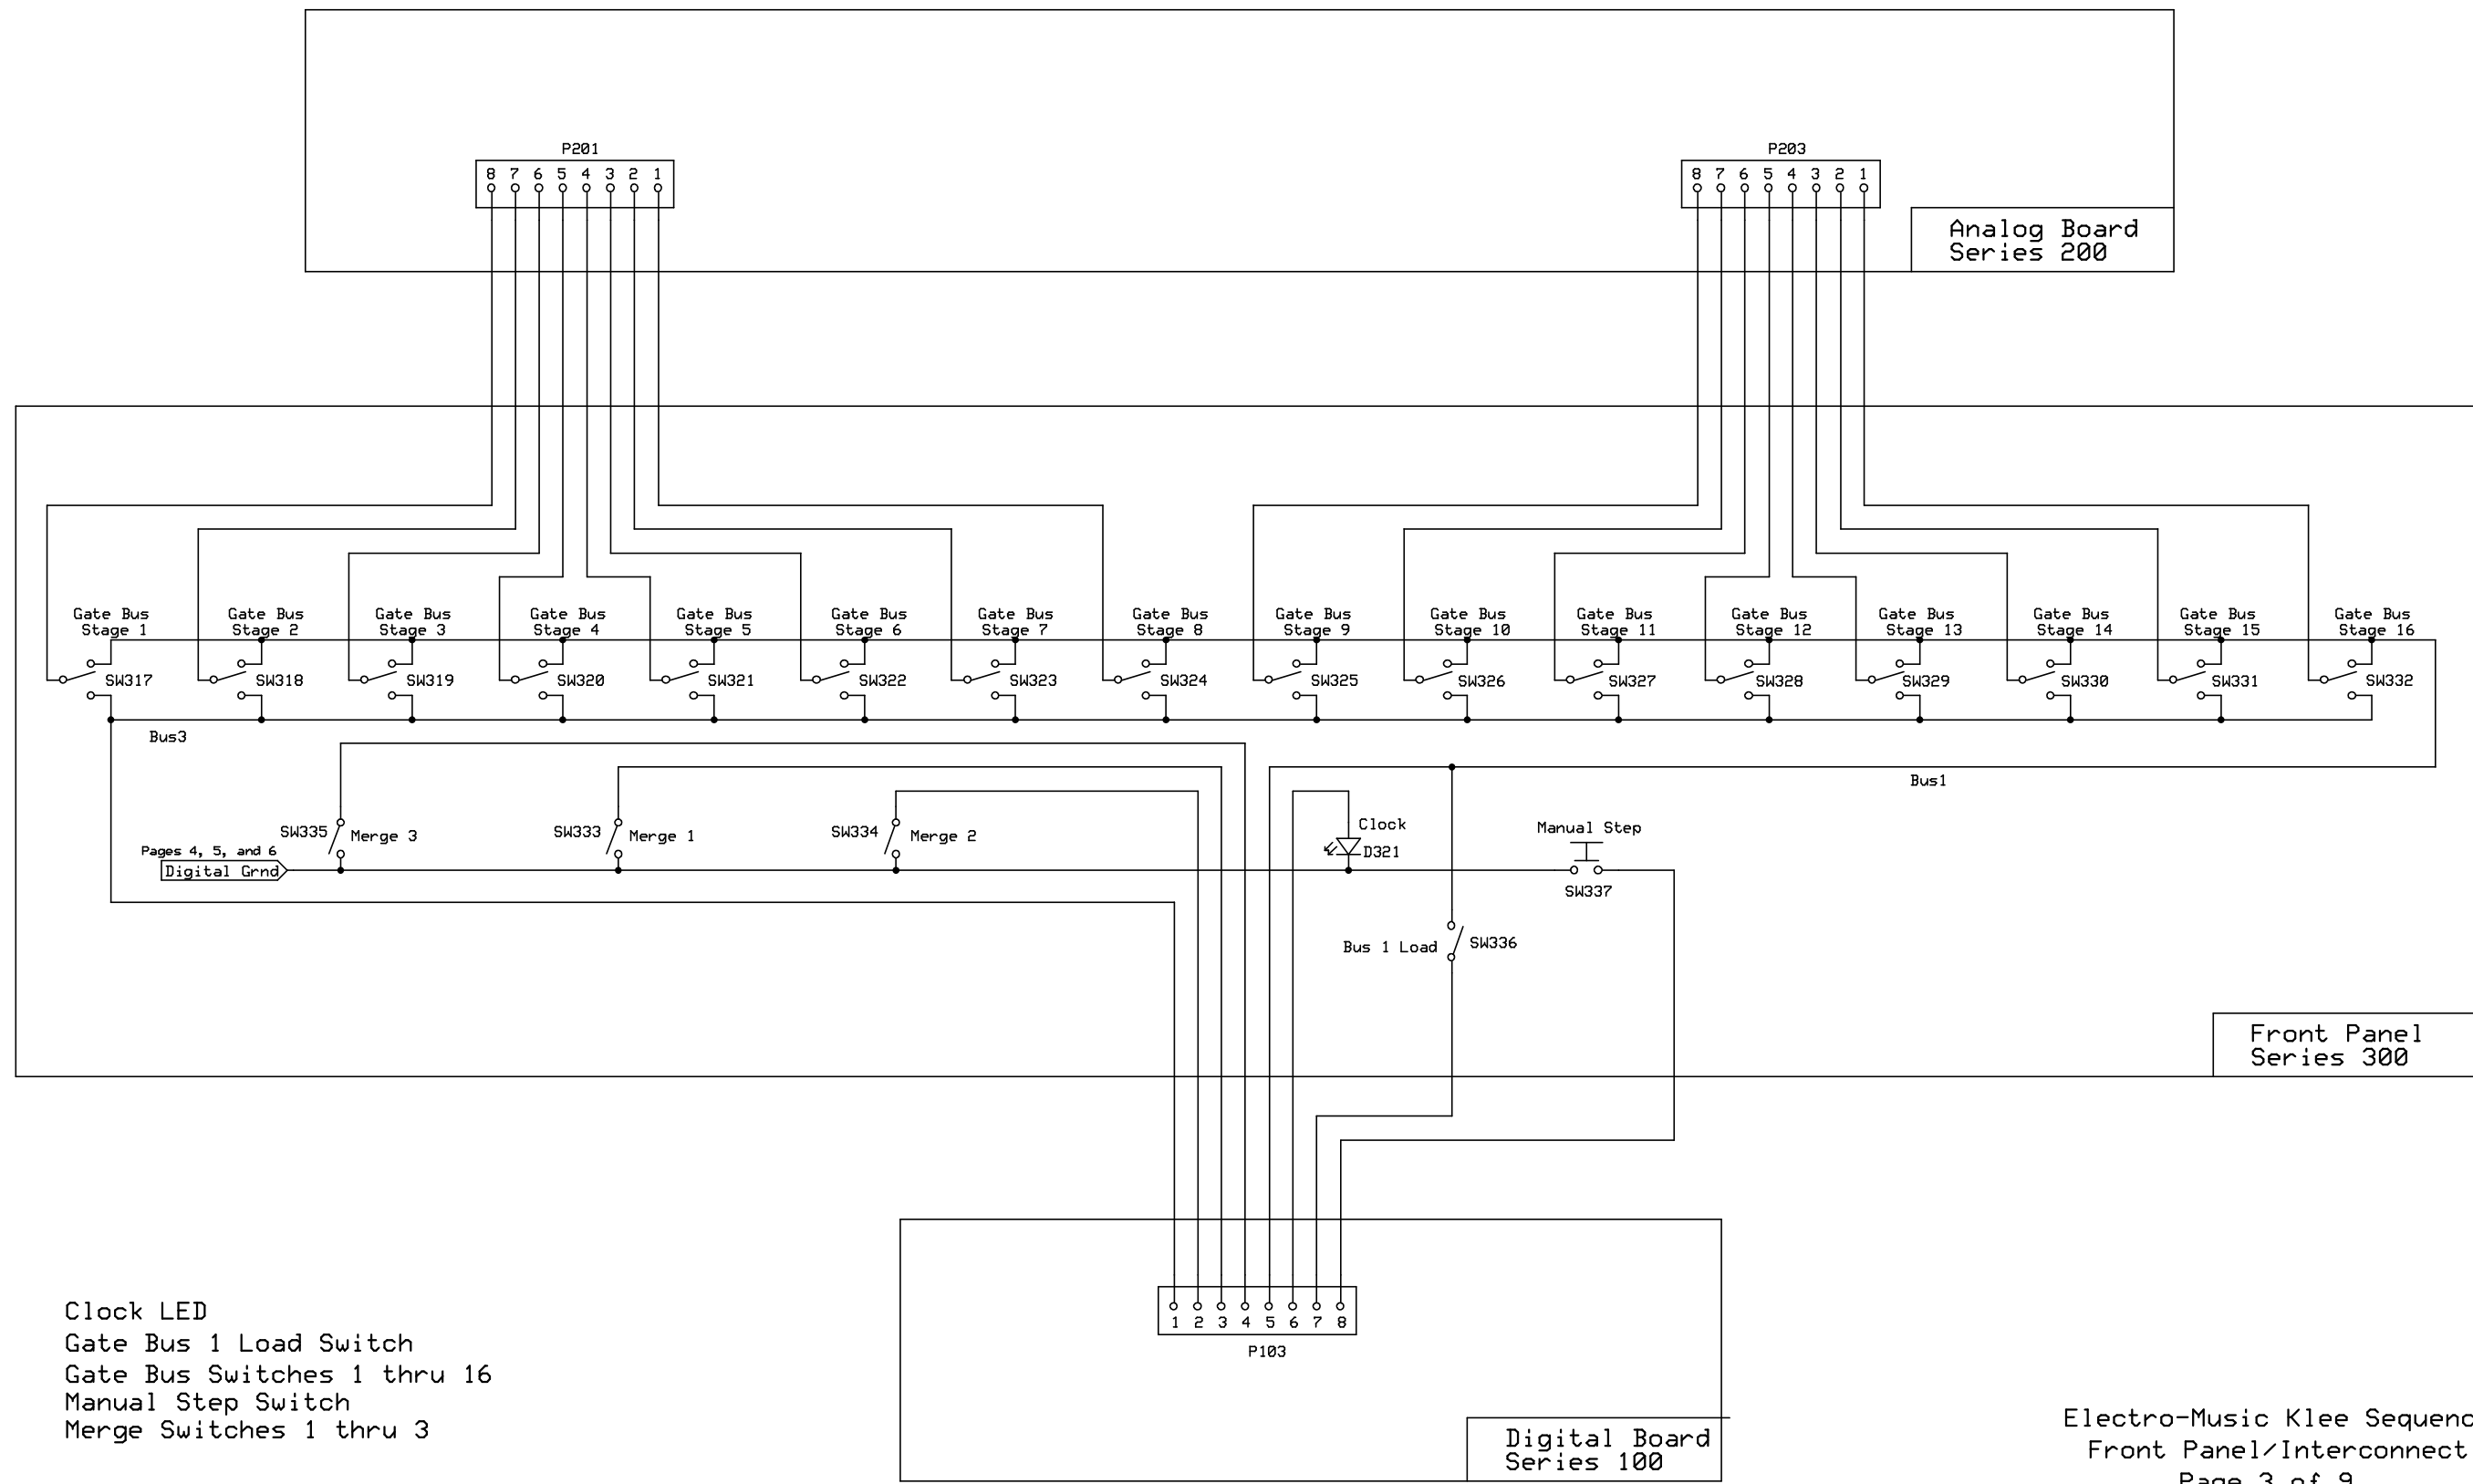 P201
8 7 6 5 4 3 2 1
P203
8 7 6 5 4 3 2 1
Analog Board
Series 200
Gate Bus
Stage 1
Gate Bus
Stage 2
Gate Bus
Stage 3
Gate Bus
Stage 4
Gate Bus
Stage 5
Gate Bus
Stage 6
Gate Bus
Stage 7
Gate Bus
Stage 8
Gate Bus
Stage 9
Gate Bus
Stage 10
Gate Bus
Stage 11
Gate Bus
Stage 12
Gate Bus
Stage 13
Gate Bus
Stage 14
Gate Bus
Stage 15
Gate Bus
Stage 16
SW317
SW318
SW319
SW320
SW321
SW322
SW323
SW324
SW325
SW326
SW327
SW328
SW329
SW330
SW331
SW332
Bus3
Bus1
SW335
Merge 3
SW333
Merge 1
SW334
Merge 2
Clock
D321
Manual Step
SW337
Pages 4, 5, and 6
Digital Grnd
Bus 1 Load
SW336
Front Panel
Series 300
1 2 3 4 5 6 7 8
P103
Digital Board
Series 100
Clock LED
Gate Bus 1 Load Switch
Gate Bus Switches 1 thru 16
Manual Step Switch
Merge Switches 1 thru 3
Electro-Music Klee Sequenc
Front Panel/Interconnect
Page 3 of 9